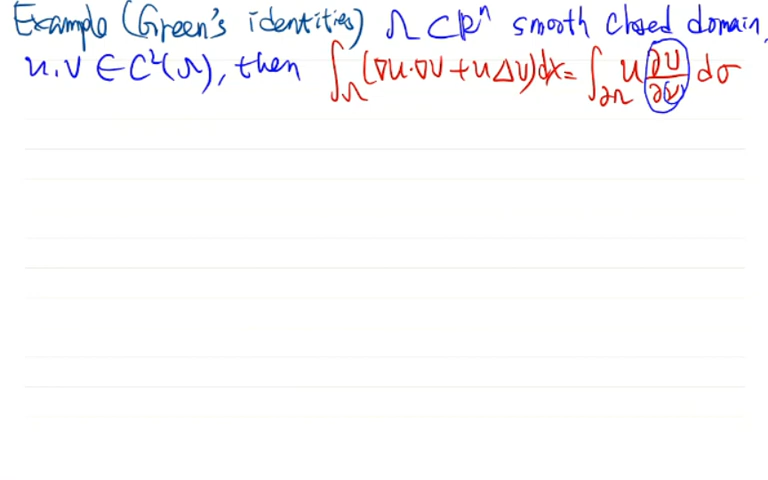 Example (Green's identities) Ω ⊂ ℝⁿ smooth closed domain,
u, v ∈ C²(Ω), then ∫_Ω (∇u·∇v + uΔv)dx = ∫_∂Ω u ∂v/∂ν dσ